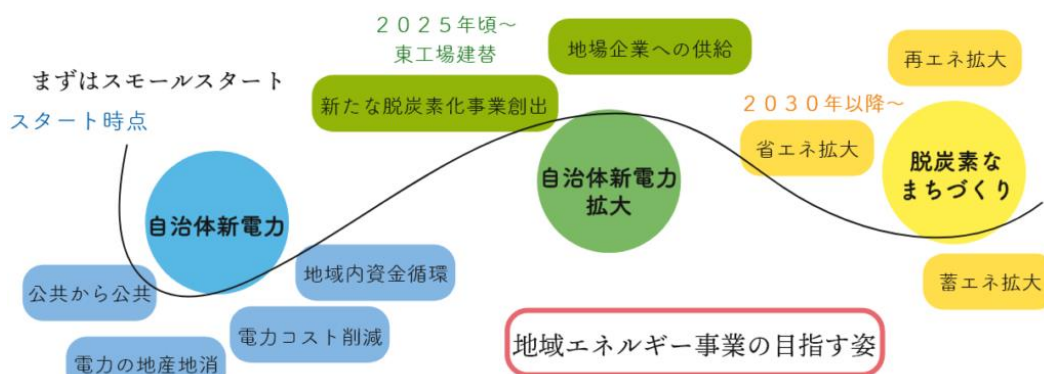 まずはスモールスタート
スタート時点
自治体新電力
公共から公共
電力の地産地消
電力コスト削減
地域内資金循環
２０２５年頃～
東工場建替
新たな脱炭素化事業創出
地場企業への供給
自治体新電力
拡大
２０３０年以降～
省エネ拡大
再エネ拡大
脱炭素な
まちづくり
蓄エネ拡大
地域エネルギー事業の目指す姿